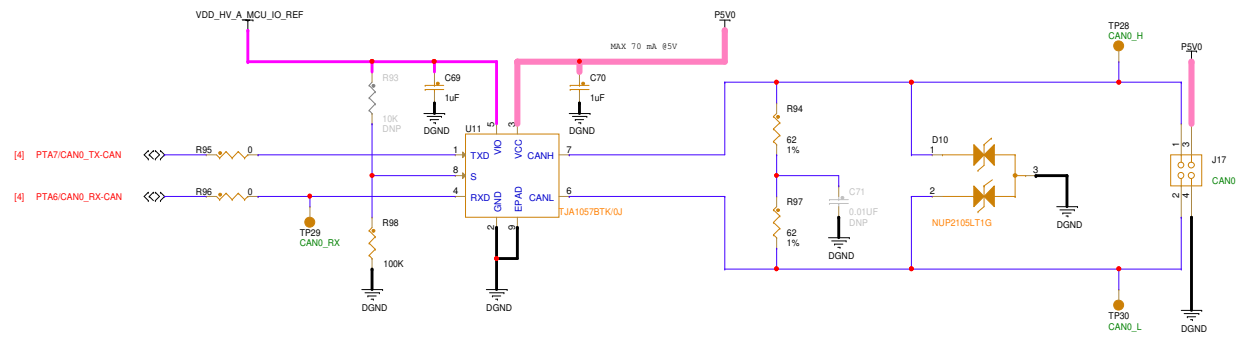 VDD_HV_A_MCU_IO_REF
P5V0
TP28
CAN0_H
MAX 70 mA @5V
P5V0
R93
10K
DNP
C69
1uF
DGND
C70
1uF
DGND
U11
5
VIO
3
VCC
R94
62
1%
[4] PTA7/CAN0_TX-CAN
R95
0
1
TXD
CANH
7
D10
1
1
3
J17
CAN0
8
S
[4] PTA6/CAN0_RX-CAN
R96
0
4
RXD
GND
EPAD
CANL
6
TJA1057BTK/0J
2
9
C71
0.01UF
DNP
DGND
2
3
DGND
NUP2105LT1G
2
4
TP29
CAN0_RX
R98
100K
DGND
DGND
R97
62
1%
DGND
TP30
CAN0_L